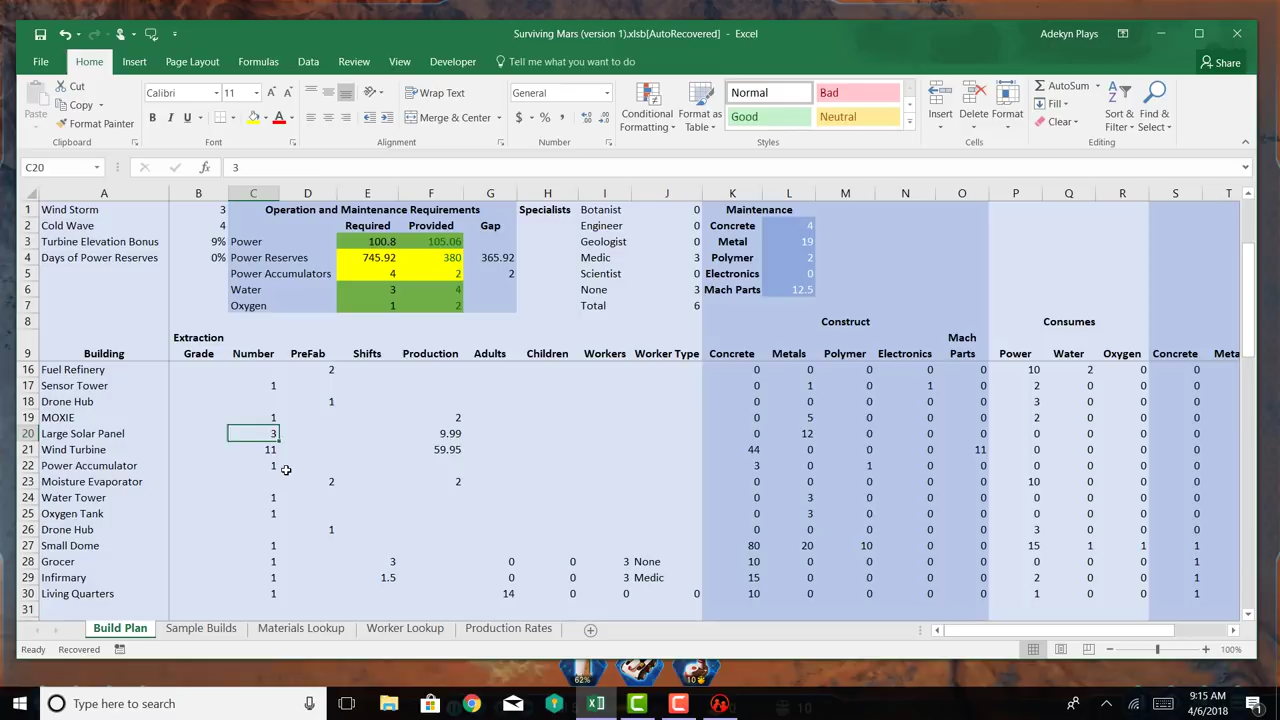 Surviving Mars (version 1).xlsb[AutoRecovered] - Excel
Adekyn Plays
File Home Insert Page Layout Formulas Data Review View Developer Tell me what you want to do Share
Paste
Cut
Copy
Format Painter
Clipboard
Calibri 11
B I U
Font
Wrap Text
Merge & Center
Alignment
General
$ % ,
Number
Conditional Formatting
Format as Table
Normal Bad
Good Neutral
Styles
Insert Delete Format
Cells
AutoSum
Fill
Clear
Sort & Filter
Find & Select
Editing
C20 fx 3
A B C D E F G H I J K L M N O P Q R S T
1 Wind Storm 3 Operation and Maintenance Requirements Specialists Botanist 0 Maintenance
2 Cold Wave 4 Required Provided Gap Engineer 0 Concrete 4
3 Turbine Elevation Bonus 9% Power 100.8 105.06 Geologist 0 Metal 19
4 Days of Power Reserves 0% Power Reserves 745.92 380 365.92 Medic 3 Polymer 2
5 Power Accumulators 4 2 2 Scientist 0 Electronics 0
6 Water 3 4 None 3 Mach Parts 12.5
7 Oxygen 1 2 Total 6
8 Construct Consumes
9 Building Extraction Grade Number PreFab Shifts Production Adults Children Workers Worker Type Concrete Metals Polymer Electronics Mach Parts Power Water Oxygen Concrete Meta
16 Fuel Refinery 2 0 0 0 0 0 10 2 0 0
17 Sensor Tower 1 0 1 0 1 0 2 0 0 0
18 Drone Hub 1 0 0 0 0 0 3 0 0 0
19 MOXIE 1 2 0 5 0 0 0 2 0 0 0
20 Large Solar Panel 3 9.99 0 12 0 0 0 0 0 0 0
21 Wind Turbine 11 59.95 44 0 0 0 11 0 0 0 0
22 Power Accumulator 1 3 0 1 0 0 0 0 0 0
23 Moisture Evaporator 2 2 0 0 0 0 0 10 0 0 0
24 Water Tower 1 0 3 0 0 0 0 0 0 0
25 Oxygen Tank 1 0 3 0 0 0 0 0 0 0
26 Drone Hub 1 0 0 0 0 0 3 0 0 0
27 Small Dome 1 80 20 10 0 0 15 1 1 1
28 Grocer 1 3 0 0 3 None 10 0 0 0 0 0 0 0 1
29 Infirmary 1 1.5 0 0 3 Medic 15 0 0 0 0 2 0 0 1
30 Living Quarters 1 14 0 0 0 10 0 0 0 0 1 0 0 1
31
Build Plan Sample Builds Materials Lookup Worker Lookup Production Rates
Ready Recovered 100%
62% 10 10
Type here to search
9:15 AM
4/6/2018
1